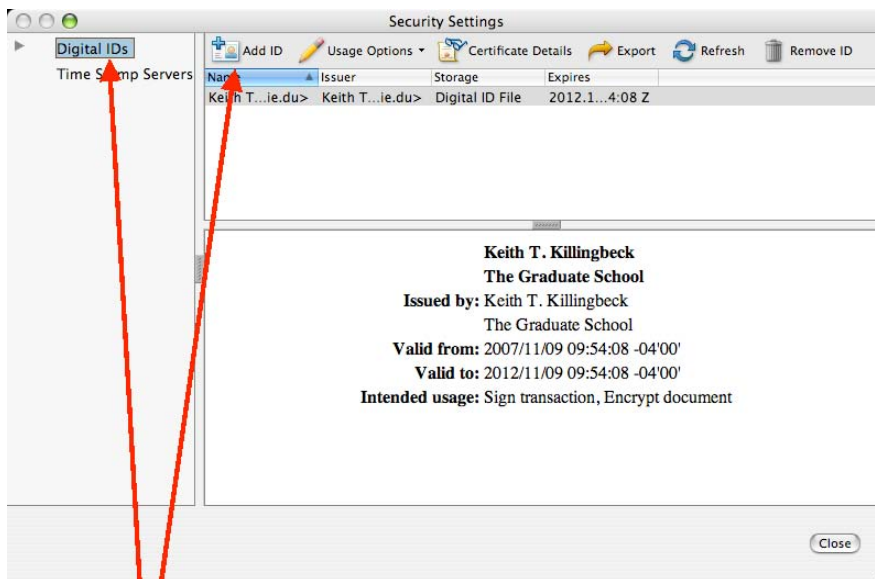 Security Settings
Digital IDs
Time Stamp Servers
Add ID Usage Options Certificate Details Export Refresh Remove ID
Name Issuer Storage Expires
Keith T...ie.du> Keith T...ie.du> Digital ID File 2012.1...4:08 Z
Keith T. Killingbeck
The Graduate School
Issued by: Keith T. Killingbeck
The Graduate School
Valid from: 2007/11/09 09:54:08 -04'00'
Valid to: 2012/11/09 09:54:08 -04'00'
Intended usage: Sign transaction, Encrypt document
Close